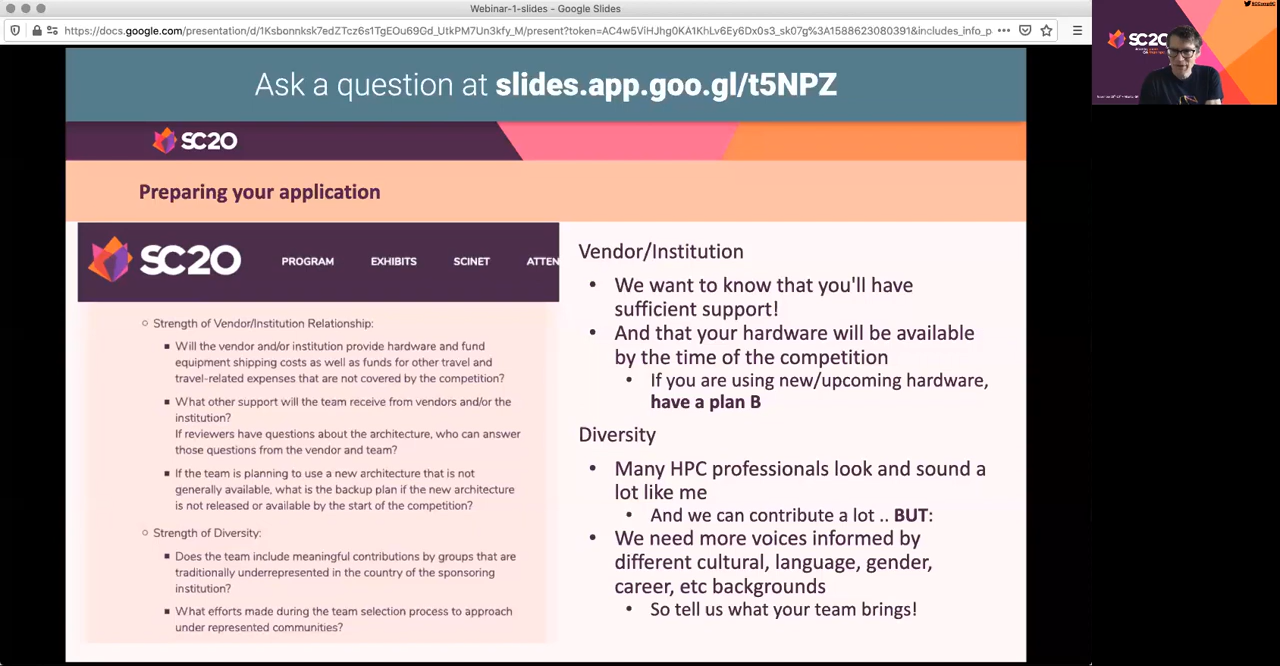 Webinar-1-slides - Google Slides
https://docs.google.com/presentation/d/1Ksbonnksk7edZTcz6s1TgEOu69Cd_UtkPM7Un3kfy_M/present?token=AC4w5ViHJhg0KA1KhLv6Ey6Dx0s3_sk07g%3A1588623080391&includes_info_p
Ask a question at slides.app.goo.gl/t5NPZ
SC20
Preparing your application
SC20 PROGRAM EXHIBITS SCINET ATTEN
Strength of Vendor/Institution Relationship:
Will the vendor and/or institution provide hardware and fund
equipment shipping costs as well as funds for other travel and
travel-related expenses that are not covered by the competition?
What other support will the team receive from vendors and/or the
institution?
If reviewers have questions about the architecture, who can answer
those questions from the vendor and team?
If the team is planning to use a new architecture that is not
generally available, what is the backup plan if the new architecture
is not released or available by the start of the competition?
Strength of Diversity:
Does the team include meaningful contributions by groups that are
traditionally underrepresented in the country of the sponsoring
institution?
What efforts made during the team selection process to approach
under represented communities?
Vendor/Institution
• We want to know that you'll have
sufficient support!
• And that your hardware will be available
by the time of the competition
• If you are using new/upcoming hardware,
have a plan B
Diversity
• Many HPC professionals look and sound a
lot like me
• And we can contribute a lot .. BUT:
• We need more voices informed by
different cultural, language, gender,
career, etc backgrounds
• So tell us what your team brings!
SC20